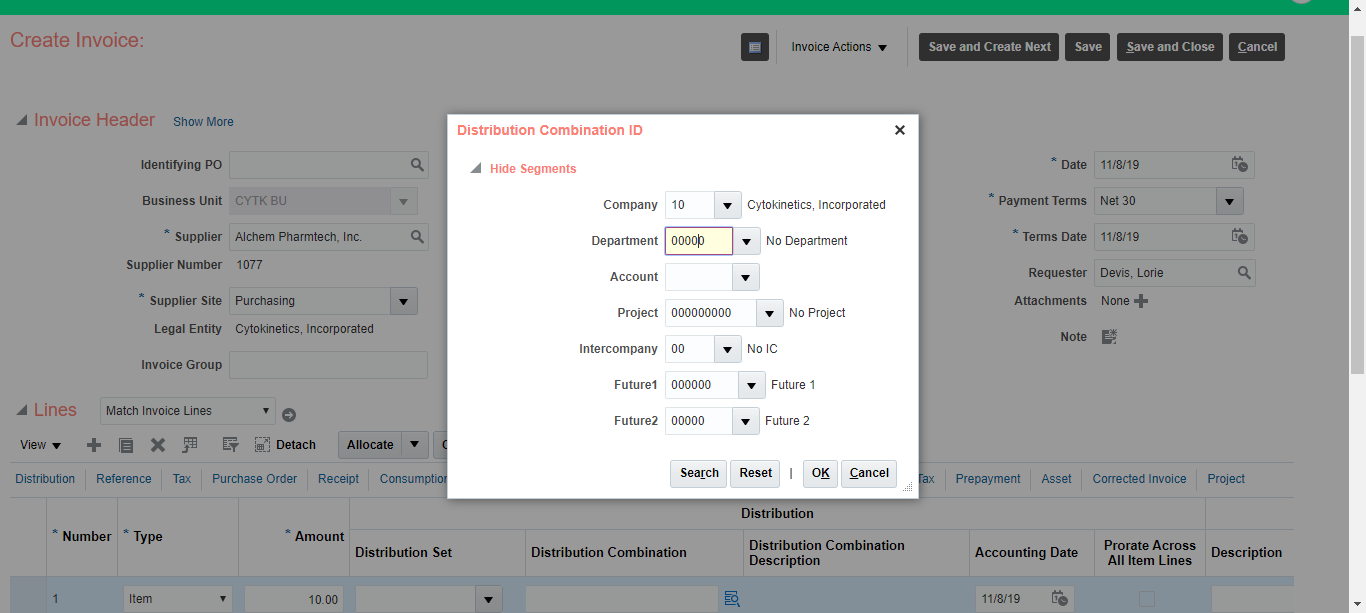 Create Invoice:
Invoice Actions
Save and Create Next
Save
Save and Close
Cancel
Invoice Header Show More
Identifying PO
Business Unit CYTK BU
* Supplier Alchem Pharmtech, Inc.
Supplier Number 1077
* Supplier Site Purchasing
Legal Entity Cytokinetics, Incorporated
Invoice Group
Distribution Combination ID
Hide Segments
Company 10 Cytokinetics, Incorporated
Department 00000 No Department
Account
Project 000000000 No Project
Intercompany 00 No IC
Future1 000000 Future 1
Future2 00000 Future 2
Search Reset | OK Cancel
* Date 11/8/19
* Payment Terms Net 30
* Terms Date 11/8/19
Requester Devis, Lorie
Attachments None
Note
Lines Match Invoice Lines
View Detach Allocate
Distribution Reference Tax Purchase Order Receipt Consumption Tax Prepayment Asset Corrected Invoice Project
Distribution
* Number * Type * Amount Distribution Set Distribution Combination Distribution Combination
Description Accounting Date Prorate Across
All Item Lines Description
1 Item 10.00 11/8/19